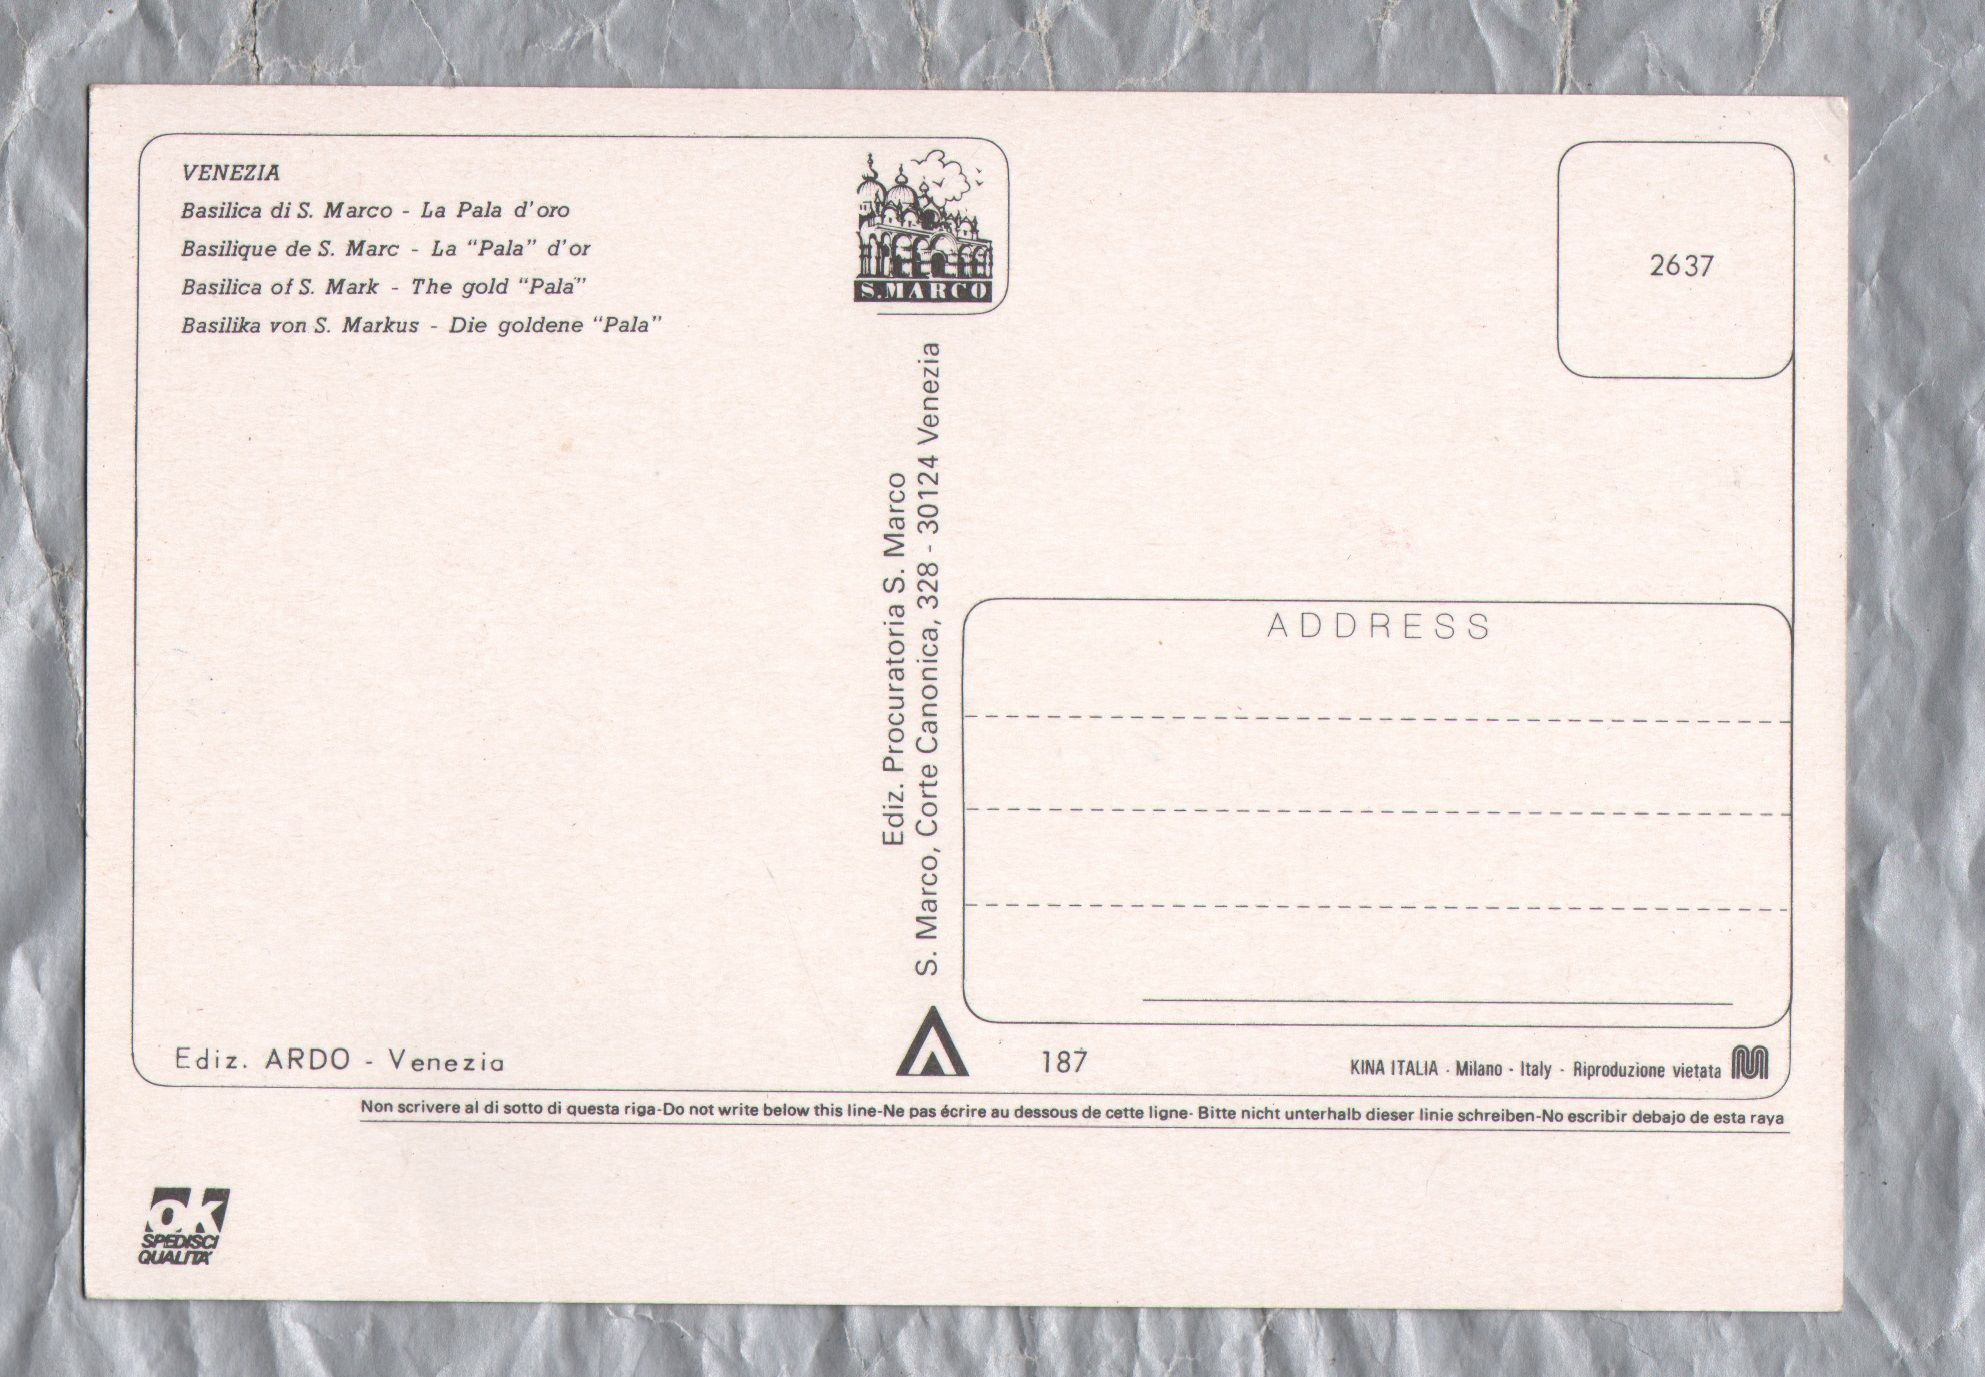 VENEZIA
Basilica di S. Marco - La Pala d'oro
Basilique de S. Marc - La "Pala" d'or
Basilica of S. Mark - The gold "Pala"
Basilika von S. Markus - Die goldene "Pala"
S.MARCO
2637
Ediz. Procuratoria S. Marco
S. Marco, Corte Canonica, 328 - 30124 Venezia
ADDRESS
Ediz. ARDO - Venezia
187
KINA ITALIA - Milano - Italy - Riproduzione vietata
Non scrivere al di sotto di questa riga-Do not write below this line-Ne pas écrire au dessous de cette ligne- Bitte nicht unterhalb dieser linie schreiben-No escribir debajo de esta raya
OK
SPEDISCI
QUALITA'